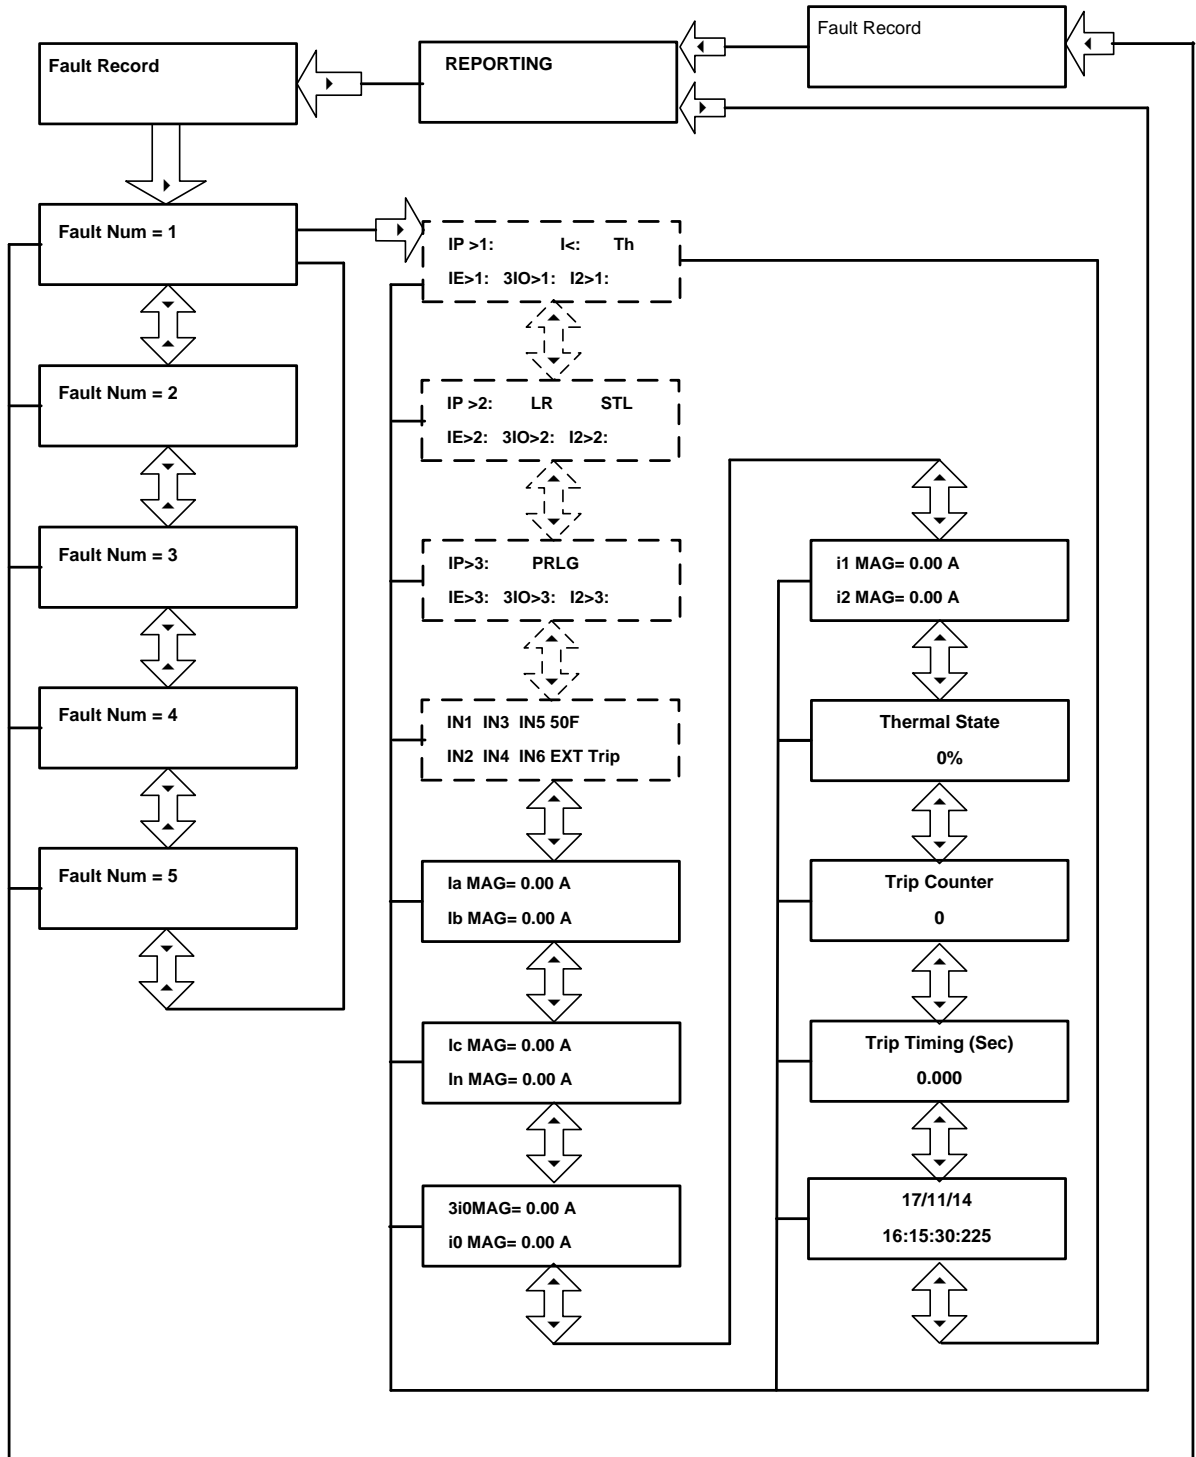 Fault Record
REPORTING
Fault Record
Fault Num = 1
Fault Num = 2
Fault Num = 3
Fault Num = 4
Fault Num = 5
IP >1: I<: Th
IE>1: 3IO>1: I2>1:
IP >2: LR STL
IE>2: 3IO>2: I2>2:
IP>3: PRLG
IE>3: 3IO>3: I2>3:
IN1 IN3 IN5 50F
IN2 IN4 IN6 EXT Trip
Ia MAG= 0.00 A
Ib MAG= 0.00 A
Ic MAG= 0.00 A
In MAG= 0.00 A
3i0MAG= 0.00 A
i0 MAG= 0.00 A
i1 MAG= 0.00 A
i2 MAG= 0.00 A
Thermal State
0%
Trip Counter
0
Trip Timing (Sec)
0.000
17/11/14
16:15:30:225